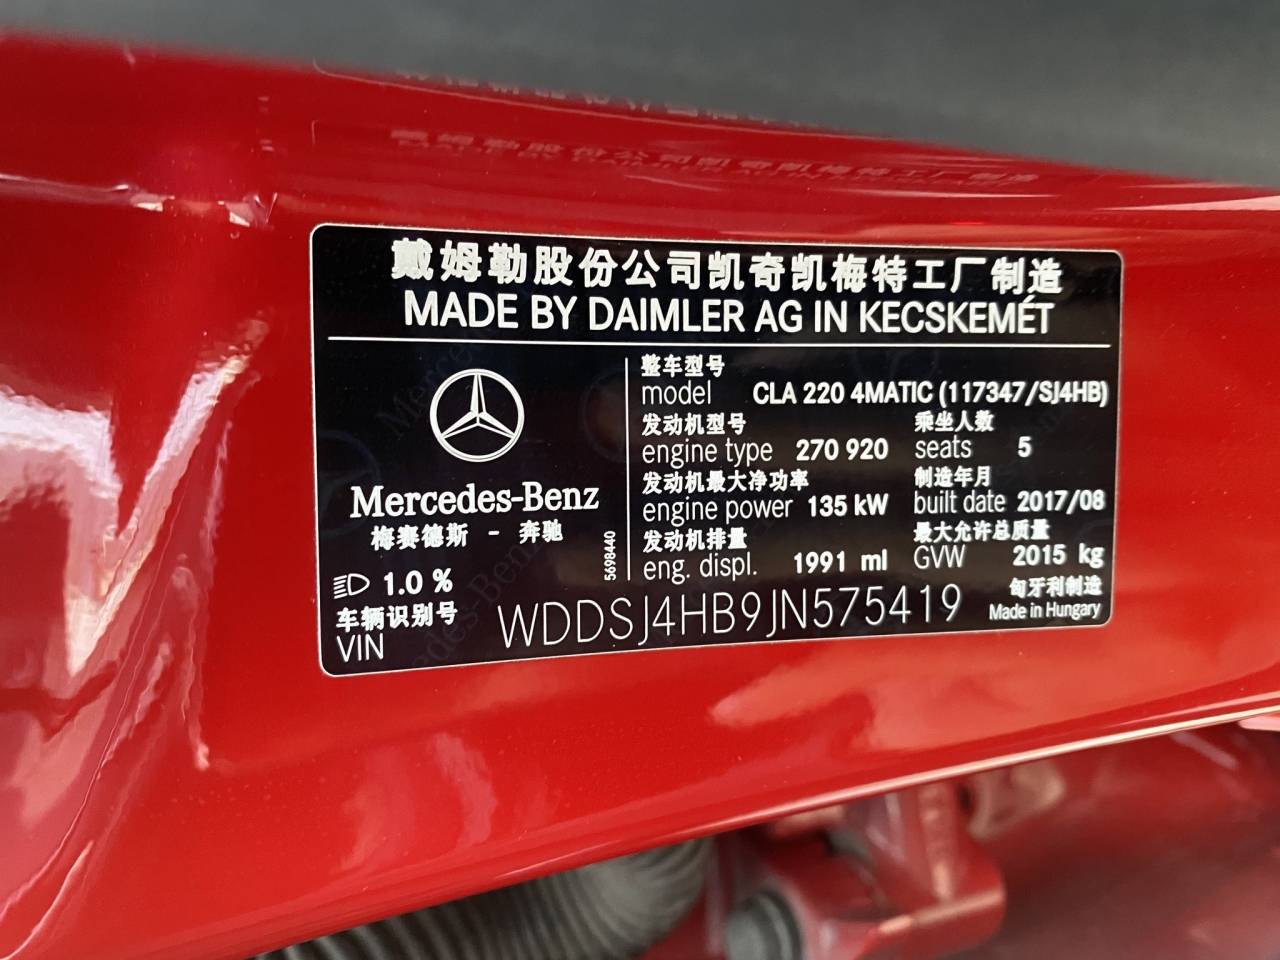 戴姆勒股份公司凯奇凯梅特工厂制造
MADE BY DAIMLER AG IN KECSKEMÉT
Mercedes-Benz
梅赛德斯 - 奔驰
1.0 %
5698440
整车型号
model CLA 220 4MATIC (117347/SJ4HB)
发动机型号 乘坐人数
engine type 270 920 seats 5
发动机最大净功率 制造年月
engine power 135 kW built date 2017/08
发动机排量 最大允许总质量
eng. displ. 1991 ml GVW 2015 kg
车辆识别号 匈牙利制造
VIN WDDSJ4HB9JN575419 Made in Hungary